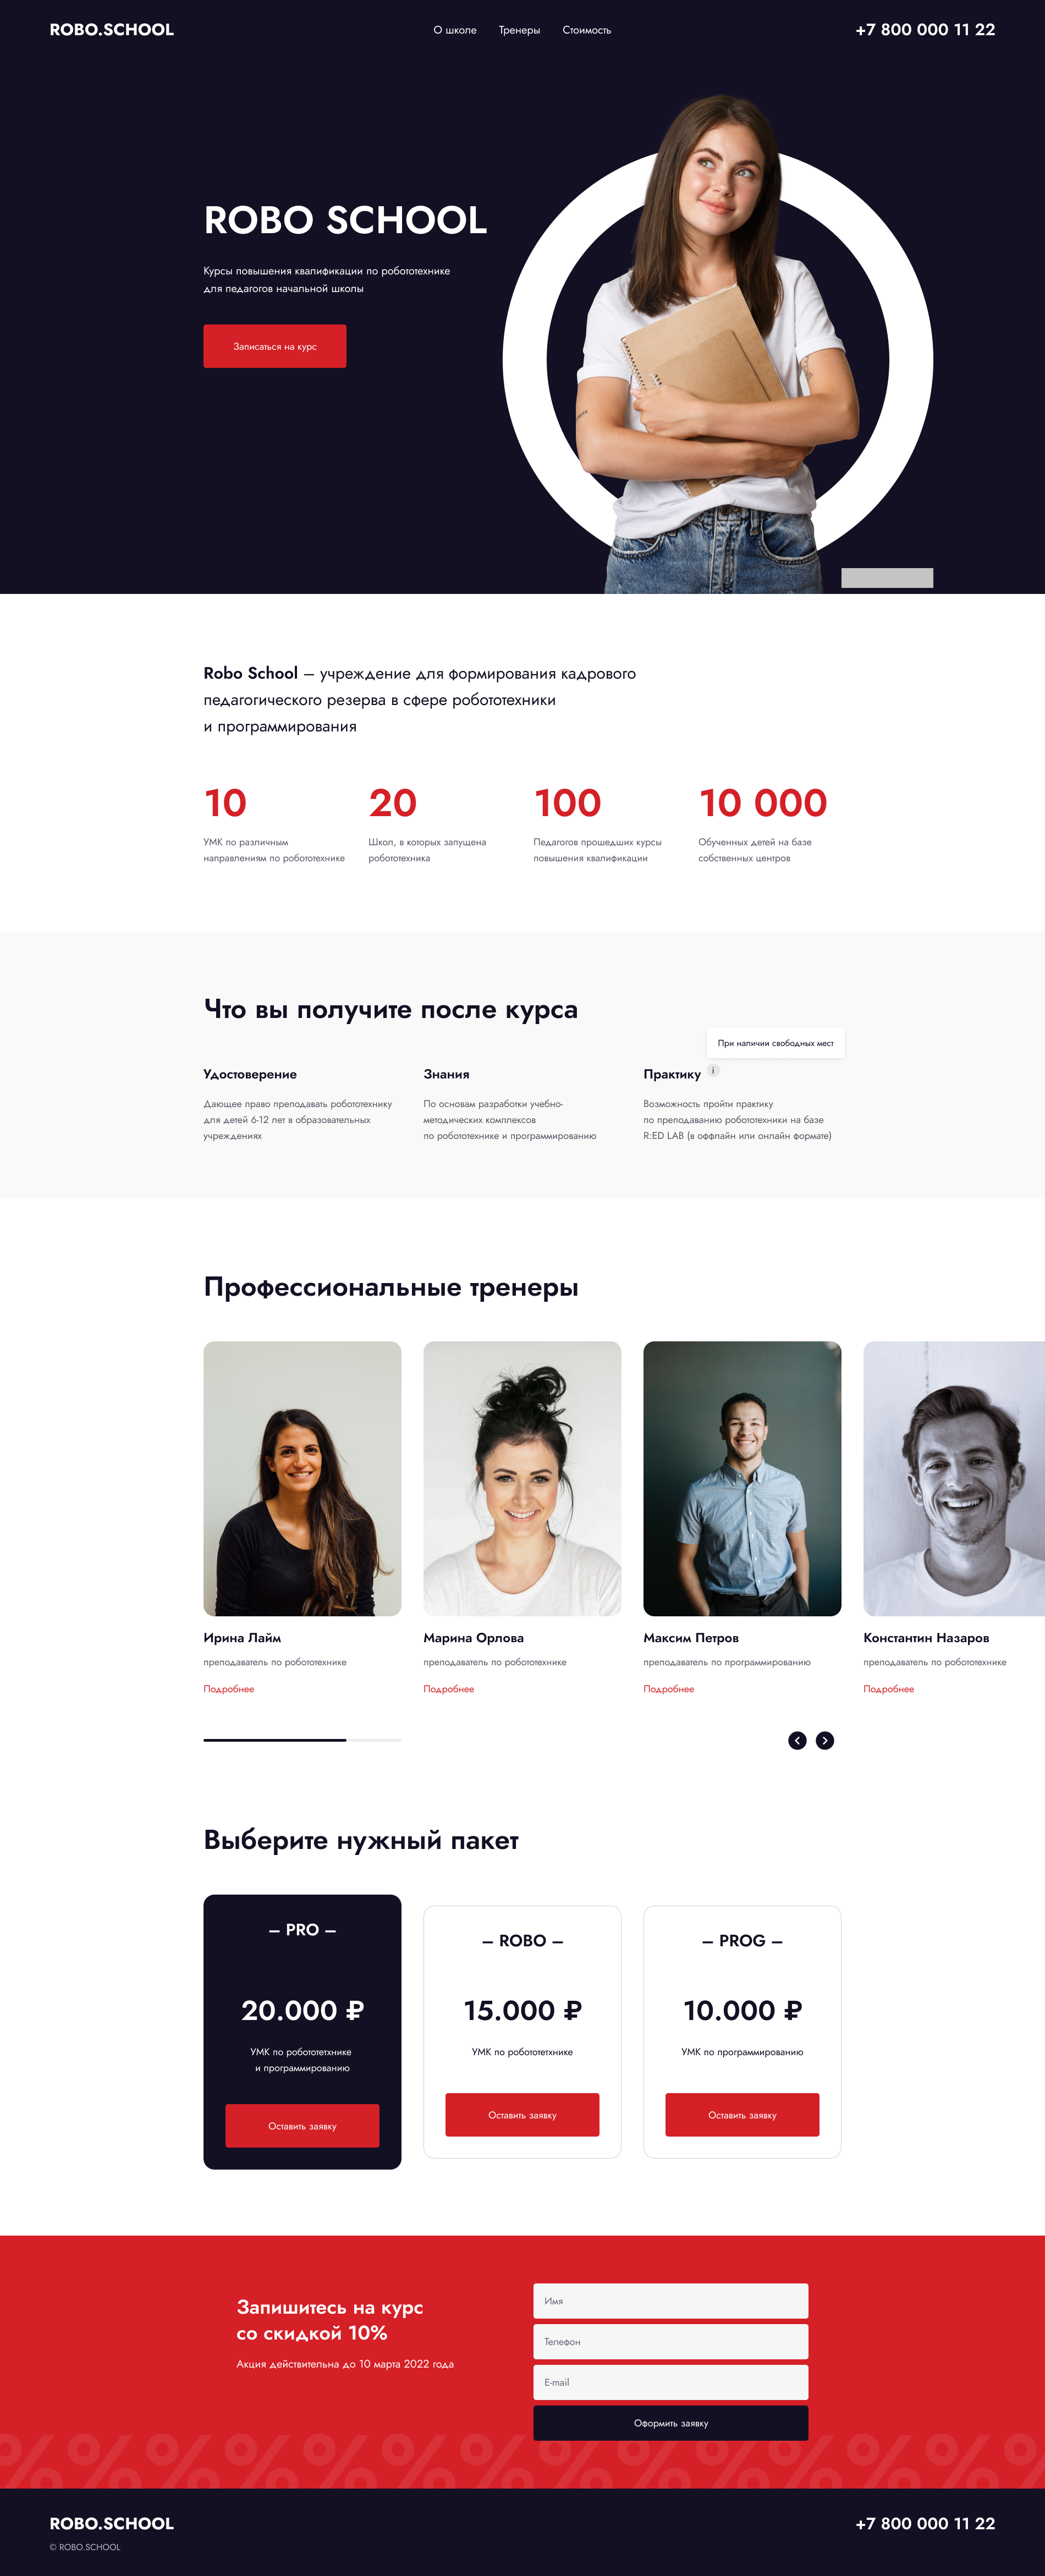 ROBO.SCHOOL
О школе
Тренеры
Стоимость
+7 800 000 11 22
ROBO SCHOOL
Курсы повышения квалификации по робототехнике
для педагогов начальной школы
Записаться на курс
Robo School – учреждение для формирования кадрового
педагогического резерва в сфере робототехники
и программирования
10
УМК по различным
направлениям по робототехнике
20
Школ, в которых запущена
робототехника
100
Педагогов прошедших курсы
повышения квалификации
10 000
Обученных детей на базе
собственных центров
Что вы получите после курса
При наличии свободных мест
Удостоверение
Дающее право преподавать робототехнику
для детей 6-12 лет в образовательных
учреждениях
Знания
По основам разработки учебно-
методических комплексов
по робототехнике и программированию
Практику i
Возможность пройти практику
по преподаванию робототехники на базе
R:ED LAB (в оффлайн или онлайн формате)
Профессиональные тренеры
Ирина Лайм
преподаватель по робототехнике
Подробнее
Марина Орлова
преподаватель по робототехнике
Подробнее
Максим Петров
преподаватель по программированию
Подробнее
Константин Назаров
преподаватель по робототехнике
Подробнее
Выберите нужный пакет
– PRO –
20.000 ₽
УМК по робототетхнике
и программированию
Оставить заявку
– ROBO –
15.000 ₽
УМК по робототетхнике
Оставить заявку
– PROG –
10.000 ₽
УМК по программированию
Оставить заявку
Запишитесь на курс
со скидкой 10%
Акция действительна до 10 марта 2022 года
Имя
Телефон
E-mail
Оформить заявку
ROBO.SCHOOL
© ROBO.SCHOOL
+7 800 000 11 22